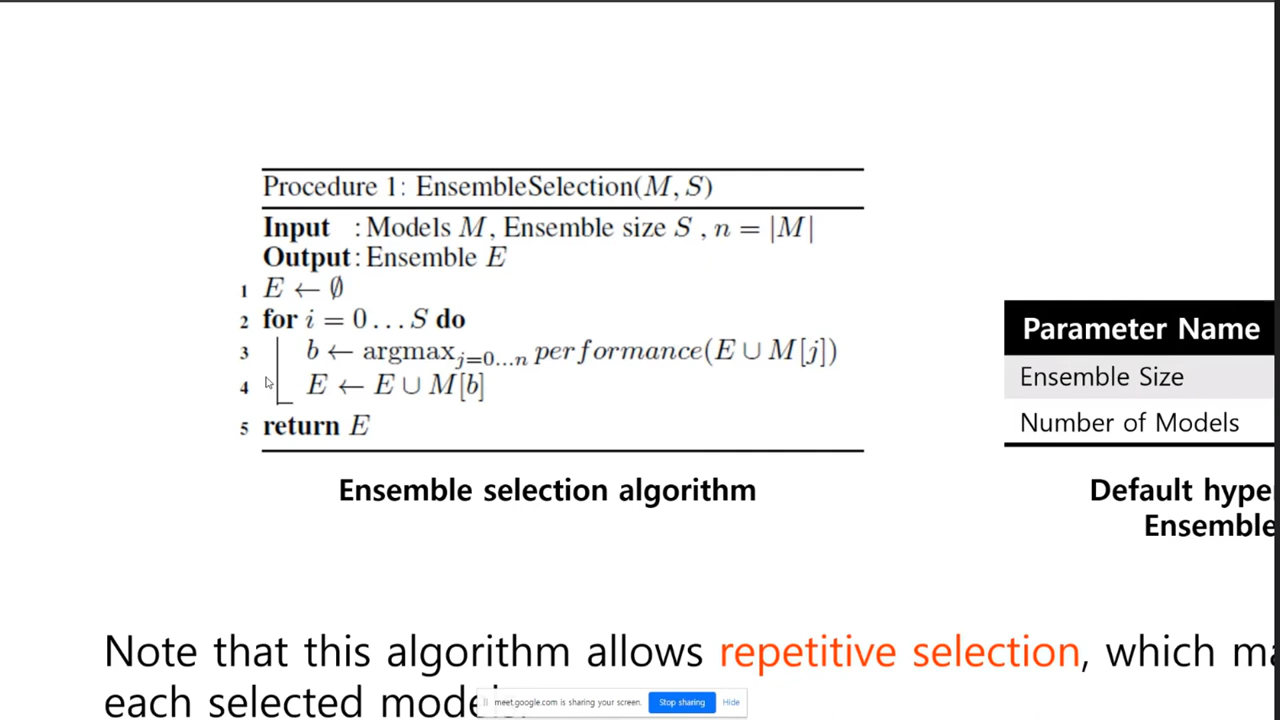 Procedure 1: EnsembleSelection(M, S)
Input : Models M, Ensemble size S , n = |M|
Output: Ensemble E
1 E ← ∅
2 for i = 0 . . . S do
3 b ← argmax_{j=0...n} performance(E ∪ M[j])
4 E ← E ∪ M[b]
5 return E
Ensemble selection algorithm
Parameter Name
Ensemble Size
Number of Models
Default hype
Ensemble
Note that this algorithm allows repetitive selection, which ma
each selected models.
meet.google.com is sharing your screen. Stop sharing Hide